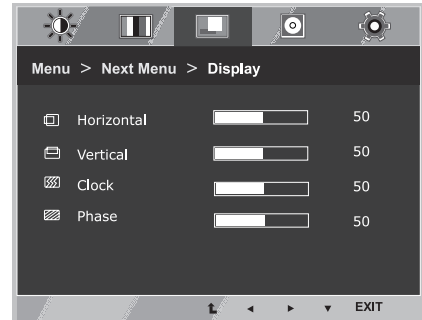 Menu > Next Menu > Display
Horizontal 50
Vertical 50
Clock 50
Phase 50
EXIT